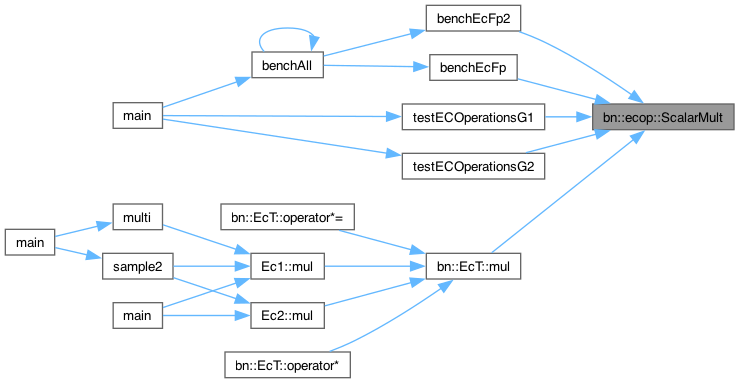 benchEcFp2
benchAll
benchEcFp
main
testECOperationsG1
bn::ecop::ScalarMult
testECOperationsG2
bn::EcT::operator*=
multi
main
sample2
Ec1::mul
bn::EcT::mul
main
Ec2::mul
bn::EcT::operator*